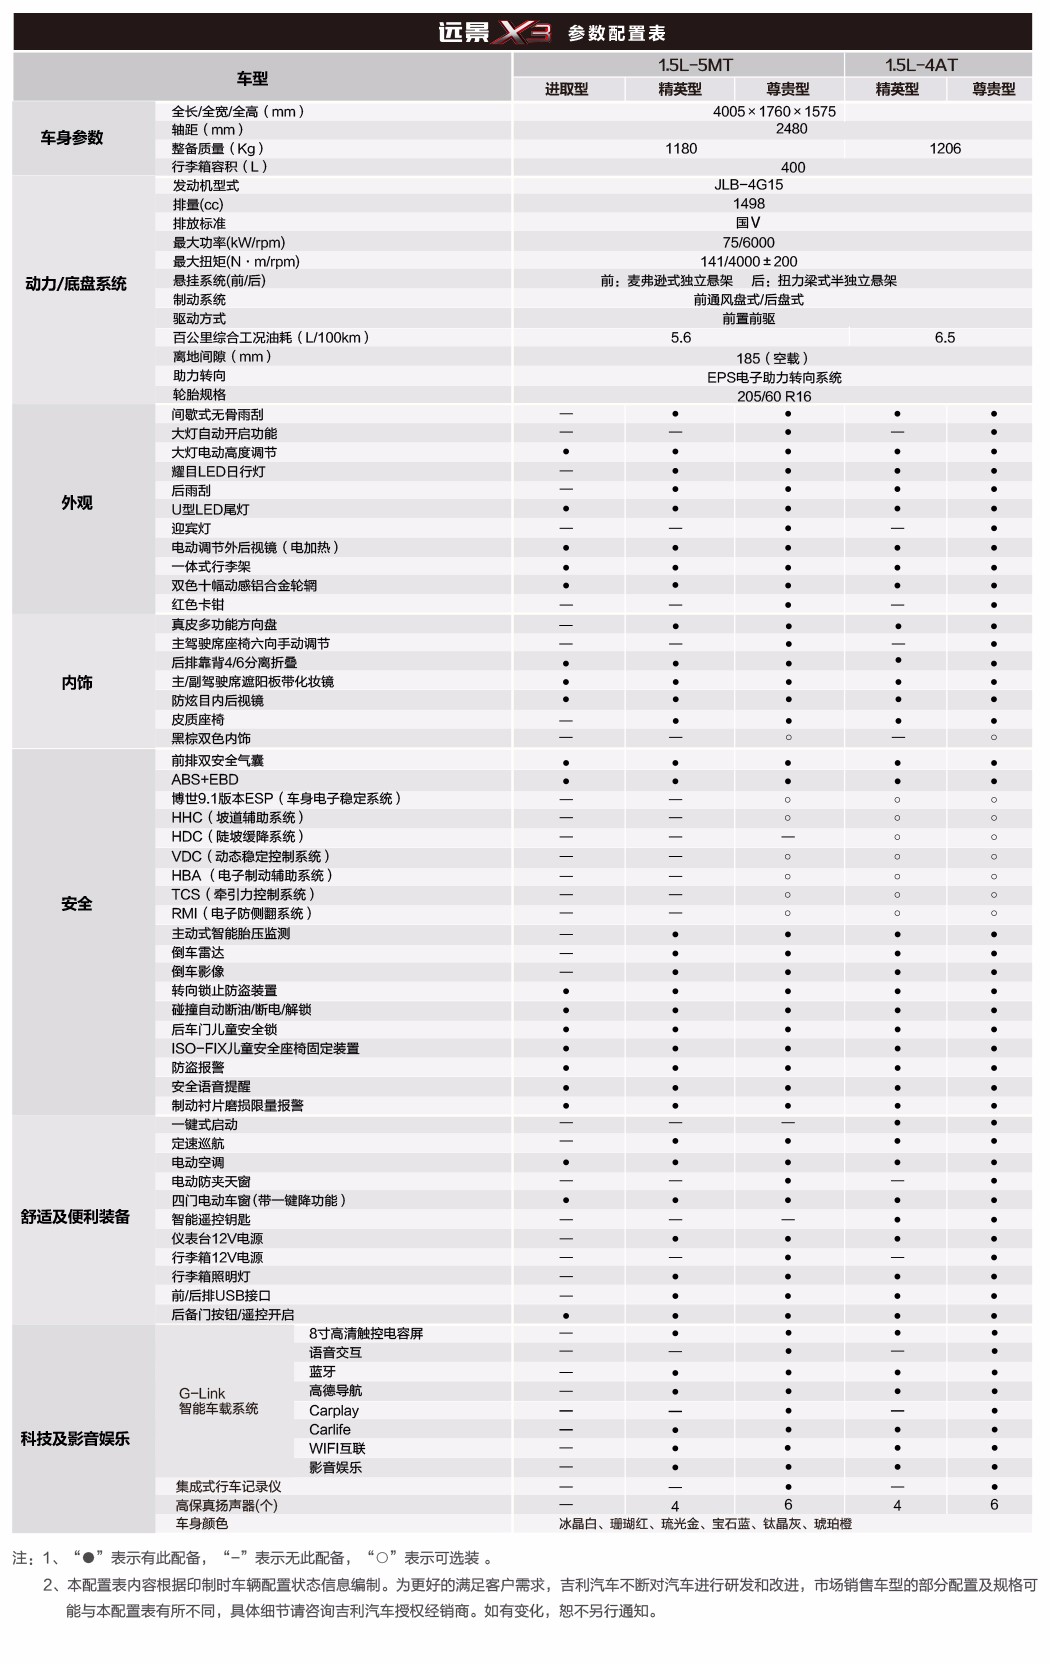 远景 X3 参数配置表
车型 1.5L-5MT 1.5L-4AT
进取型 精英型 尊贵型 精英型 尊贵型
车身参数
全长/全宽/全高（mm） 4005×1760×1575
轴距（mm） 2480
整备质量（Kg） 1180 1206
行李箱容积（L） 400
动力/底盘系统
发动机型式 JLB-4G15
排量(cc) 1498
排放标准 国V
最大功率(kW/rpm) 75/6000
最大扭矩(N·m/rpm) 141/4000±200
悬挂系统(前/后) 前：麦弗逊式独立悬架 后：扭力梁式半独立悬架
制动系统 前通风盘式/后盘式
驱动方式 前置前驱
百公里综合工况油耗（L/100km） 5.6 6.5
离地间隙（mm） 185（空载）
助力转向 EPS电子助力转向系统
轮胎规格 205/60 R16
外观
间歇式无骨雨刮 — ● ● ● ●
大灯自动开启功能 — — ● — ●
大灯电动高度调节 ● ● ● ● ●
耀目LED日行灯 — ● ● ● ●
后雨刮 — ● ● ● ●
U型LED尾灯 ● ● ● ● ●
迎宾灯 — — ● — ●
电动调节外后视镜（电加热） ● ● ● ● ●
一体式行李架 ● ● ● ● ●
双色十幅动感铝合金轮辋 ● ● ● ● ●
红色卡钳 — — ● — ●
内饰
真皮多功能方向盘 — ● ● ● ●
主驾驶席座椅六向手动调节 — — ● — ●
后排靠背4/6分离折叠 ● ● ● ● ●
主/副驾驶席遮阳板带化妆镜 ● ● ● ● ●
防炫目内后视镜 ● ● ● ● ●
皮质座椅 — ● ● ● ●
黑棕双色内饰 — — ○ — ○
安全
前排双安全气囊 ● ● ● ● ●
ABS+EBD ● ● ● ● ●
博世9.1版本ESP（车身电子稳定系统） — — ○ ○ ○
HHC（坡道辅助系统） — — ○ ○ ○
HDC（陡坡缓降系统） — — — ○ ○
VDC（动态稳定控制系统） — — ○ ○ ○
HBA （电子制动辅助系统） — — ○ ○ ○
TCS（牵引力控制系统） — — ○ ○ ○
RMI（电子防侧翻系统） — — ○ ○ ○
主动式智能胎压监测 — ● ● ● ●
倒车雷达 — ● ● ● ●
倒车影像 — ● ● ● ●
转向锁止防盗装置 ● ● ● ● ●
碰撞自动断油/断电/解锁 ● ● ● ● ●
后车门儿童安全锁 ● ● ● ● ●
ISO-FIX儿童安全座椅固定装置 ● ● ● ● ●
防盗报警 ● ● ● ● ●
安全语音提醒 ● ● ● ● ●
制动衬片磨损限量报警 ● ● ● ● ●
舒适及便利装备
一键式启动 — — — ● ●
定速巡航 — ● ● ● ●
电动空调 ● ● ● ● ●
电动防夹天窗 — — ● — ●
四门电动车窗(带一键降功能) ● ● ● ● ●
智能遥控钥匙 — — — ● ●
仪表台12V电源 — ● ● ● ●
行李箱12V电源 — — ● — ●
行李箱照明灯 — ● ● ● ●
前/后排USB接口 — ● ● ● ●
后备门按钮/遥控开启 ● ● ● ● ●
科技及影音娱乐
G-Link
智能车载系统
8寸高清触控电容屏 — ● ● ● ●
语音交互 — — ● — ●
蓝牙 — ● ● ● ●
高德导航 — ● ● ● ●
Carplay — — ● — ●
Carlife — ● ● ● ●
WIFI互联 — ● ● ● ●
影音娱乐 — ● ● ● ●
集成式行车记录仪 — — ● — ●
高保真扬声器(个) — 4 6 4 6
车身颜色 冰晶白、珊瑚红、琉光金、宝石蓝、钛晶灰、琥珀橙
注：1、“●”表示有此配备，“-”表示无此配备，“○”表示可选装 。
2、本配置表内容根据印制时车辆配置状态信息编制。为更好的满足客户需求，吉利汽车不断对汽车进行研发和改进，市场销售车型的部分配置及规格可
能与本配置表有所不同，具体细节请咨询吉利汽车授权经销商。如有变化，恕不另行通知。